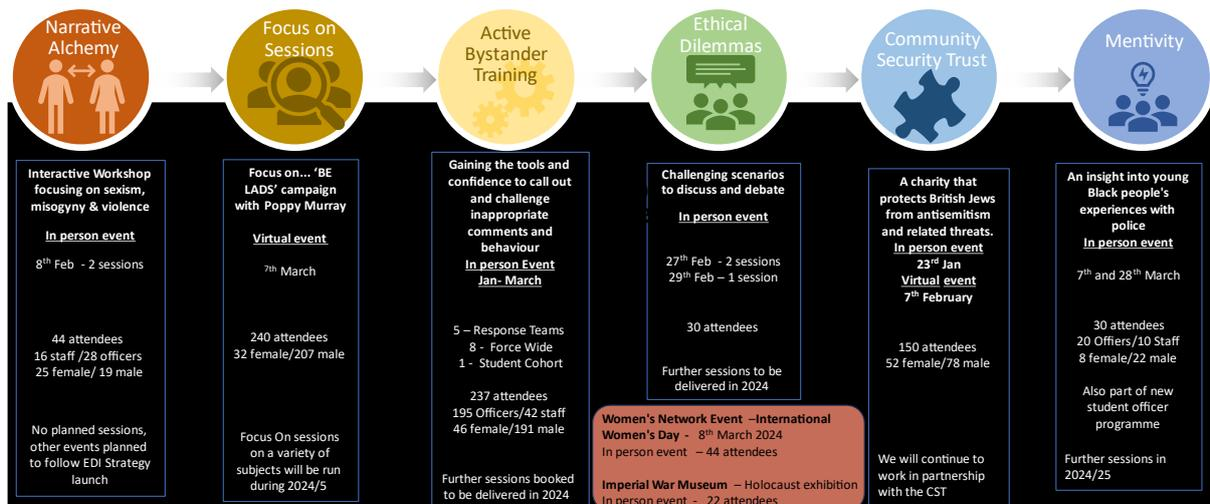 Narrative
Alchemy
Interactive Workshop
focusing on sexism,
misogyny & violence
In person event
8th Feb - 2 sessions
44 attendees
16 staff /28 officers
25 female/ 19 male
No planned sessions,
other events planned
to follow EDI Strategy
launch
Focus on
Sessions
Focus on... ‘BE
LADS’ campaign
with Poppy Murray
Virtual event
7th March
240 attendees
32 female/207 male
Focus On sessions
on a variety of
subjects will be run
during 2024/5
Active
Bystander
Training
Gaining the tools and
confidence to call out
and challenge
inappropriate
comments and
behaviour
In person Event
Jan- March
5 – Response Teams
8 - Force Wide
1 - Student Cohort
237 attendees
195 Officers/42 staff
46 female/191 male
Further sessions booked
to be delivered in 2024
Ethical
Dilemmas
Challenging scenarios
to discuss and debate
In person event
27th Feb - 2 sessions
29th Feb – 1 session
30 attendees
Further sessions to be
delivered in 2024
Women's Network Event –International
Women's Day - 8th March 2024
In person event – 44 attendees
Imperial War Museum – Holocaust exhibition
In person event - 22 attendees
Community
Security Trust
A charity that
protects British Jews
from antisemitism
and related threats.
In person event
23rd Jan
Virtual event
7th February
150 attendees
52 female/78 male
We will continue to
work in partnership
with the CST
Mentivity
An insight into young
Black people's
experiences with
police
In person event
7th and 28th March
30 attendees
20 Offiers/10 Staff
8 female/22 male
Also part of new
student officer
programme
Further sessions in
2024/25